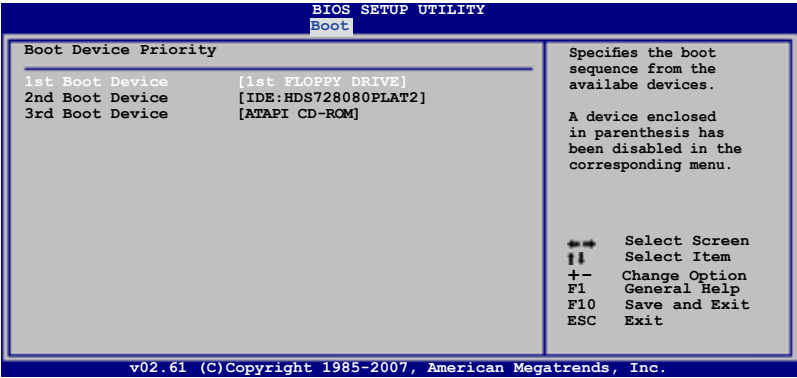 BIOS SETUP UTILITY
Boot
Boot Device Priority
1st Boot Device [1st FLOPPY DRIVE]
2nd Boot Device [IDE:HDS728080PLAT2]
3rd Boot Device [ATAPI CD-ROM]
Specifies the boot
sequence from the
availabe devices.
A device enclosed
in parenthesis has
been disabled in the
corresponding menu.
←→ Select Screen
↑↓ Select Item
+- Change Option
F1 General Help
F10 Save and Exit
ESC Exit
v02.61 (C)Copyright 1985-2007, American Megatrends, Inc.